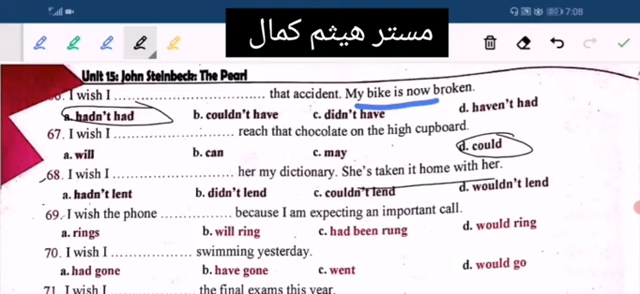 7:08
مستر هيثم كمال
Unit 15: John Steinbeck: The Pearl
I wish I ........................ that accident. My bike is now broken.
a. hadn't had b. couldn't have c. didn't have d. haven't had
67. I wish I ........................ reach that chocolate on the high cupboard.
a. will b. can c. may d. could
68. I wish I .................... her my dictionary. She's taken it home with her.
a. hadn't lent b. didn't lend c. couldn't lend d. wouldn't lend
69. I wish the phone .................. because I am expecting an important call.
a. rings b. will ring c. had been rung d. would ring
70. I wish I .................... swimming yesterday.
a. had gone b. have gone c. went d. would go
71 I wish I .................... the final exams this year.